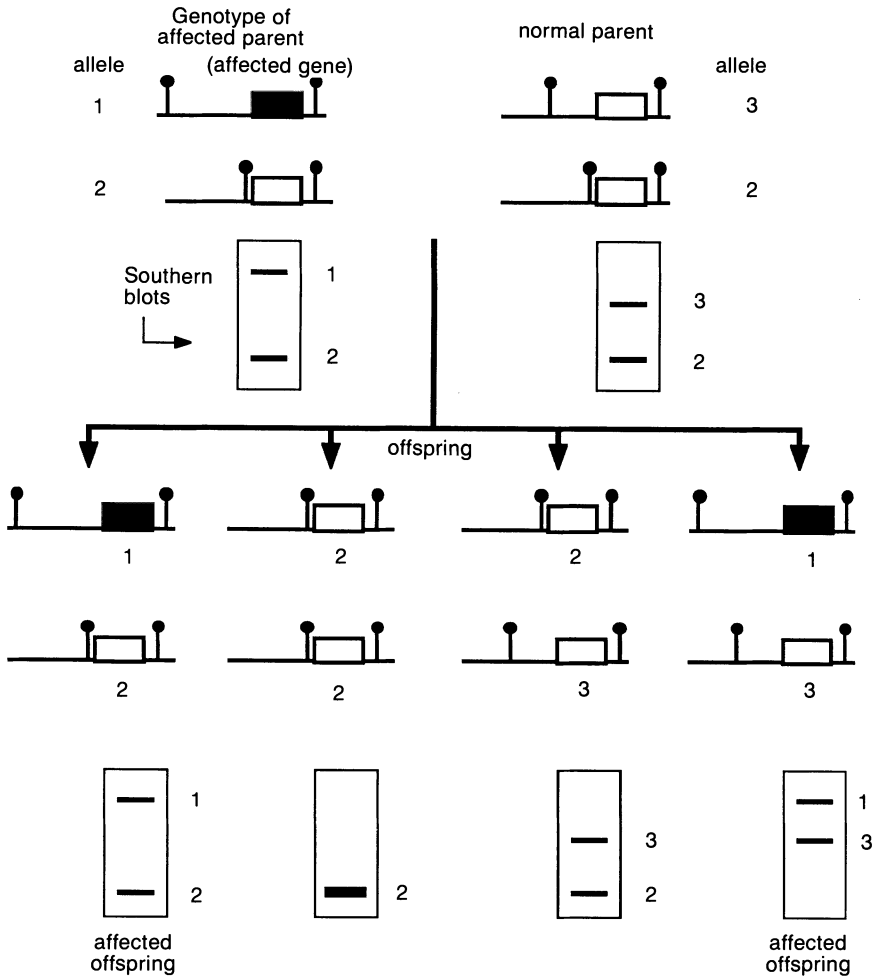 Genotype of
affected parent
(affected gene)
normal parent
allele
allele
1
3
2
2
Southern
blots
1
2
3
2
offspring
1
2
2
1
2
2
3
3
1
2
2
3
2
1
3
affected
offspring
affected
offspring